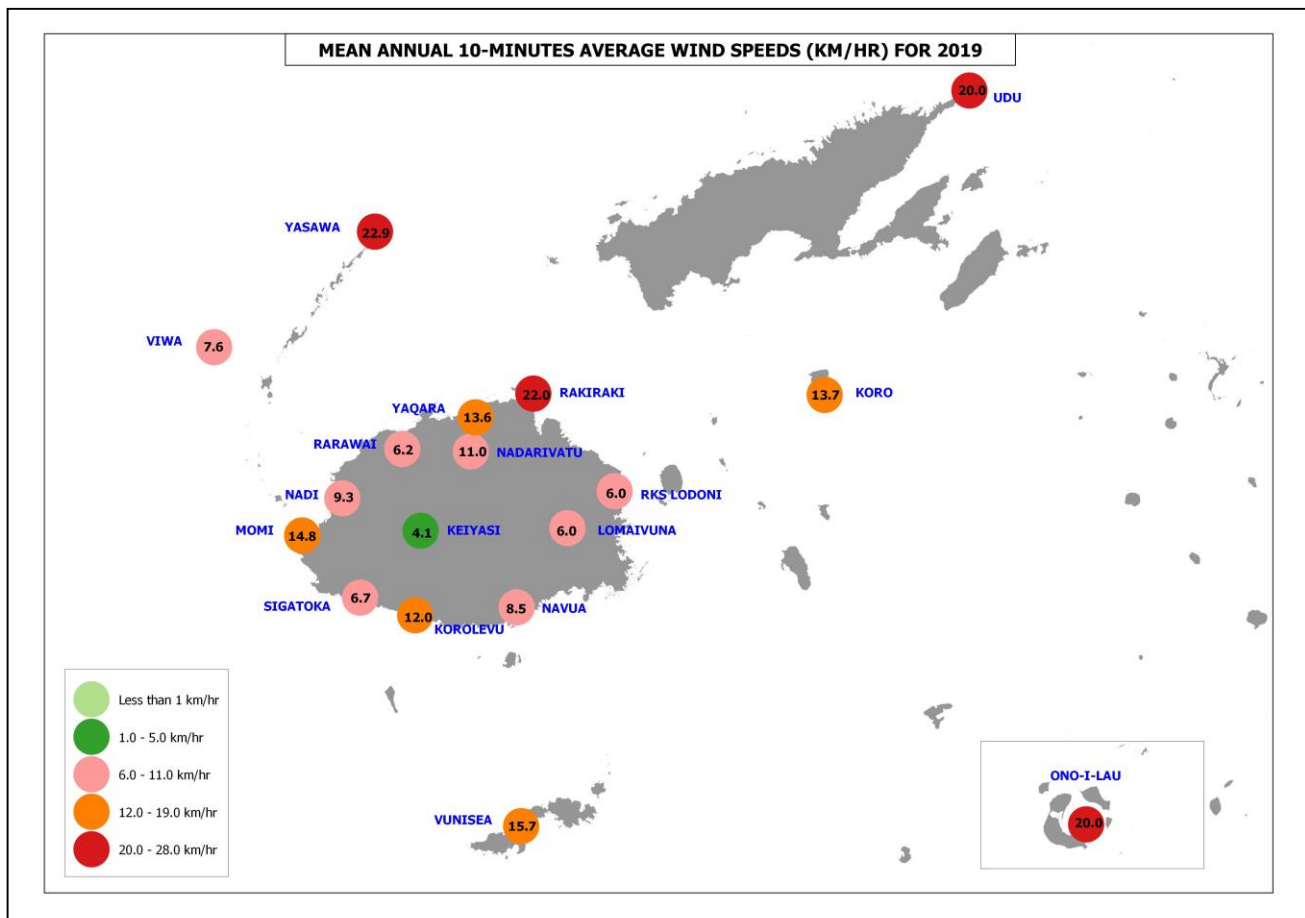 MEAN ANNUAL 10-MINUTES AVERAGE WIND SPEEDS (KM/HR) FOR 2019
20.0
UDU
YASAWA
22.9
VIWA
7.6
22.0
RAKIRAKI
13.7
KORO
YAQARA
13.6
RARAWAI
6.2
11.0
NADARIVATU
NADI
9.3
6.0
RKS LODONI
MOMI
14.8
4.1
KEIYASI
6.0
LOMAIVUNA
SIGATOKA
6.7
12.0
KOROLEVU
8.5
NAVUA
Less than 1 km/hr
1.0 - 5.0 km/hr
6.0 - 11.0 km/hr
12.0 - 19.0 km/hr
20.0 - 28.0 km/hr
VUNISEA
15.7
ONO-I-LAU
20.0